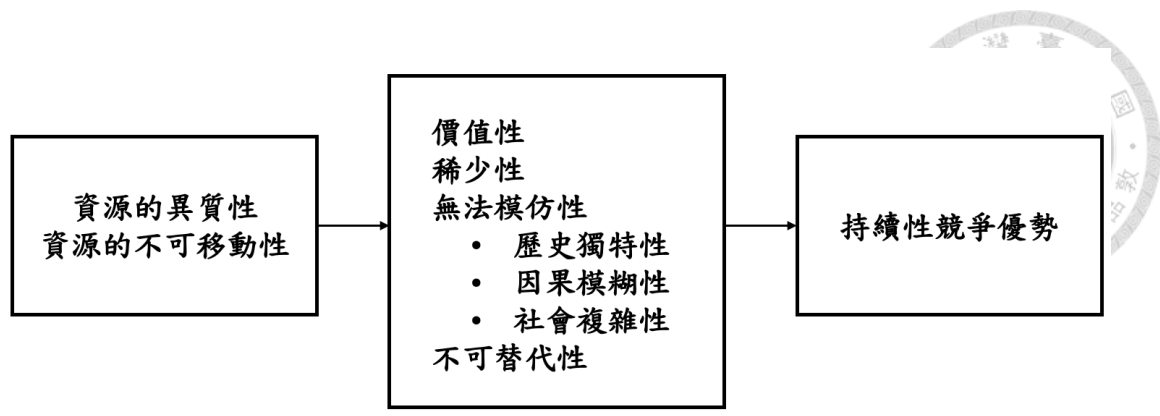 資源的異質性
資源的不可移動性
價值性
稀少性
無法模仿性
• 歷史獨特性
• 因果模糊性
• 社會複雜性
不可替代性
持續性競爭優勢